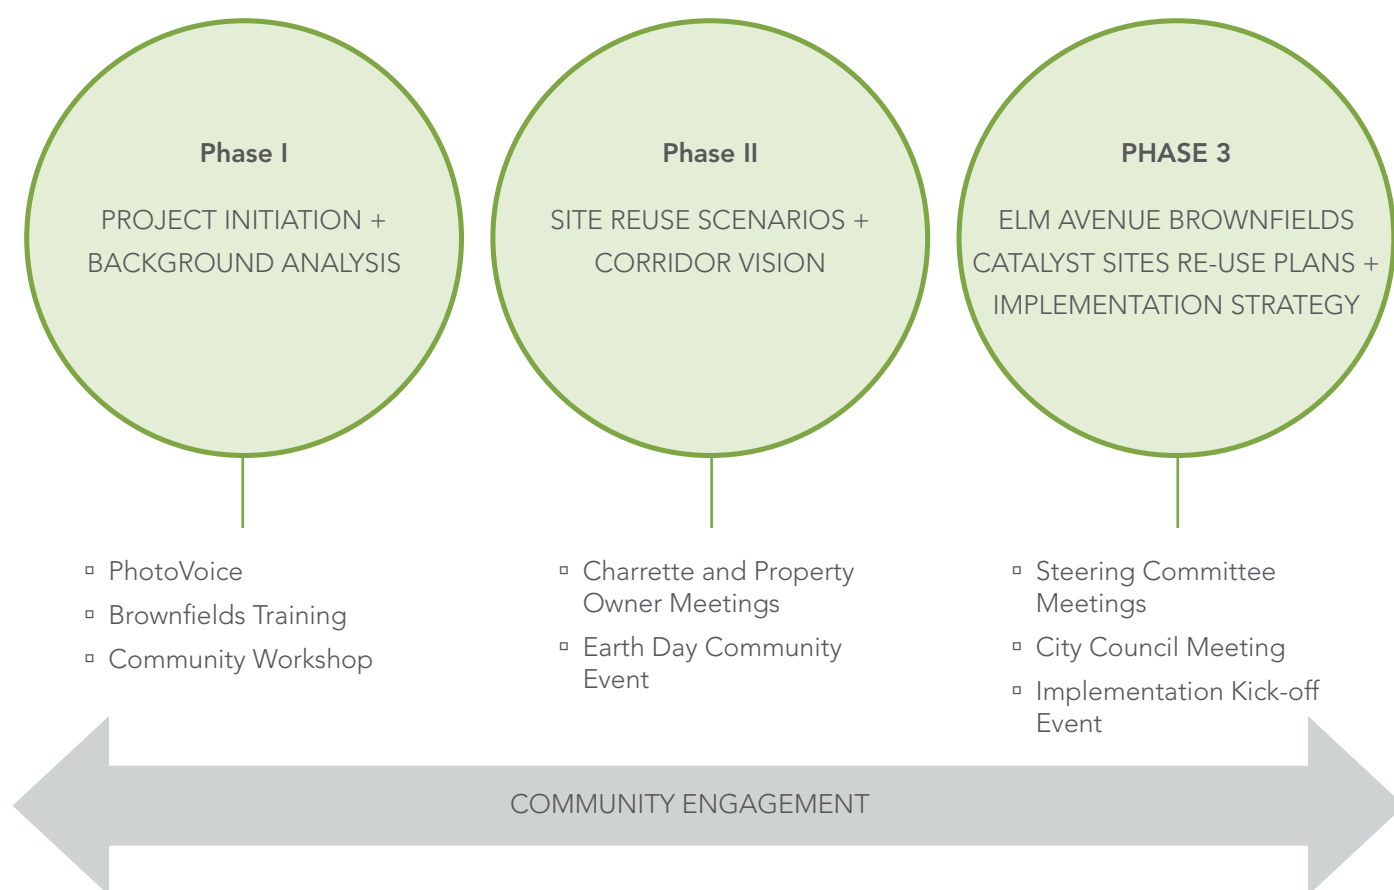 Phase I
PROJECT INITIATION +
BACKGROUND ANALYSIS
▫ PhotoVoice
▫ Brownfields Training
▫ Community Workshop
Phase II
SITE REUSE SCENARIOS +
CORRIDOR VISION
▫ Charrette and Property
Owner Meetings
▫ Earth Day Community
Event
PHASE 3
ELM AVENUE BROWNFIELDS
CATALYST SITES RE-USE PLANS +
IMPLEMENTATION STRATEGY
▫ Steering Committee
Meetings
▫ City Council Meeting
▫ Implementation Kick-off
Event
COMMUNITY ENGAGEMENT